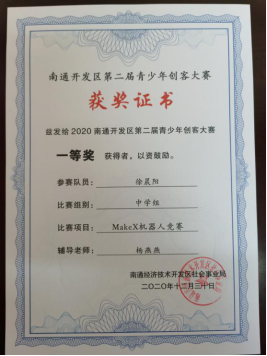 南通开发区第二届青少年创客大赛
获奖证书
兹发给2020南通开发区第二届青少年创客大赛
一等奖 获得者，以资鼓励。
参赛队员： 徐晨阳
比赛组别： 中学组
比赛项目： MakeX机器人竞赛
辅导老师： 杨燕燕
南通经济技术开发区社会事业局
二〇二〇年十二月三十日